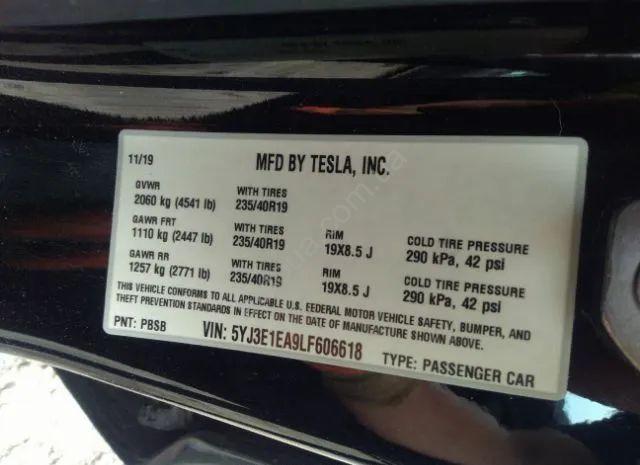 11/19 MFD BY TESLA, INC.
GVWR WITH TIRES
2060 kg (4541 lb) 235/40R19
GAWR FRT WITH TIRES RIM COLD TIRE PRESSURE
1110 kg (2447 lb) 235/40R19 19X8.5 J 290 kPa, 42 psi
GAWR RR WITH TIRES RIM COLD TIRE PRESSURE
1257 kg (2771 lb) 235/40R19 19X8.5 J 290 kPa, 42 psi
THIS VEHICLE CONFORMS TO ALL APPLICABLE U.S. FEDERAL MOTOR VEHICLE SAFETY, BUMPER, AND
THEFT PREVENTION STANDARDS IN EFFECT ON THE DATE OF MANUFACTURE SHOWN ABOVE.
PNT: PBSB VIN: 5YJ3E1EA9LF606618 TYPE: PASSENGER CAR